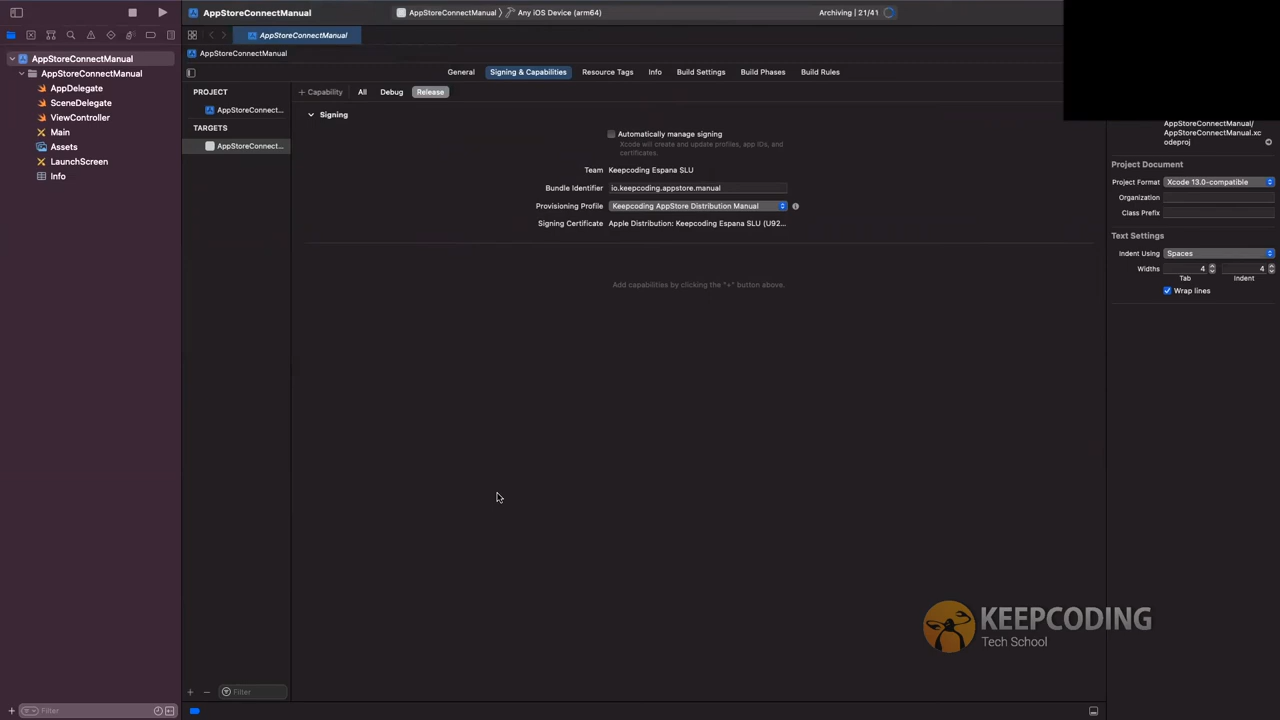 AppStoreConnectManual
AppStoreConnectManual
Any iOS Device (arm64)
Archiving | 21/41
AppStoreConnectManual
AppStoreConnectManual
AppStoreConnectManual
AppStoreConnectManual
AppDelegate
SceneDelegate
ViewController
Main
Assets
LaunchScreen
Info
Filter
General
Signing & Capabilities
Resource Tags
Info
Build Settings
Build Phases
Build Rules
PROJECT
AppStoreConnect...
TARGETS
AppStoreConnect...
Filter
+ Capability
All
Debug
Release
Signing
Automatically manage signing
Xcode will create and update profiles, app IDs, and
certificates.
Team Keepcoding Espana SLU
Bundle Identifier io.keepcoding.appstore.manual
Provisioning Profile Keepcoding AppStore Distribution Manual
Signing Certificate Apple Distribution: Keepcoding Espana SLU (U92...
Add capabilities by clicking the "+" button above.
AppStoreConnectManual/
AppStoreConnectManual.xc
odeproj
Project Document
Project Format Xcode 13.0-compatible
Organization
Class Prefix
Text Settings
Indent Using Spaces
Widths 4 4
Tab Indent
Wrap lines
KEEPCODING
Tech School